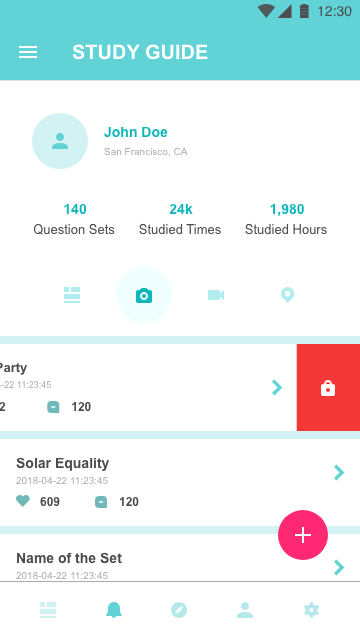 12:30
STUDY GUIDE
John Doe
San Francisco, CA
140 24k 1,980
Question Sets Studied Times Studied Hours
Party
-22 11:23:45
2 120
Solar Equality
2018-04-22 11:23:45
609 120
Name of the Set
2018-04-22 11:23:45